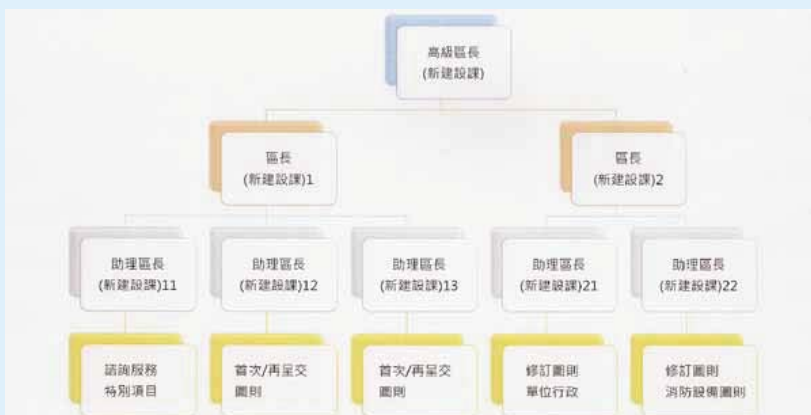 高級區長
(新建設課)
區長
(新建設課)1
區長
(新建設課)2
助理區長
(新建設課)11
助理區長
(新建設課)12
助理區長
(新建設課)13
助理區長
(新建設課)21
助理區長
(新建設課)22
諮詢服務
特別項目
首次/再呈交
圖則
首次/再呈交
圖則
修訂圖則
單位行政
修訂圖則
消防設備圖則